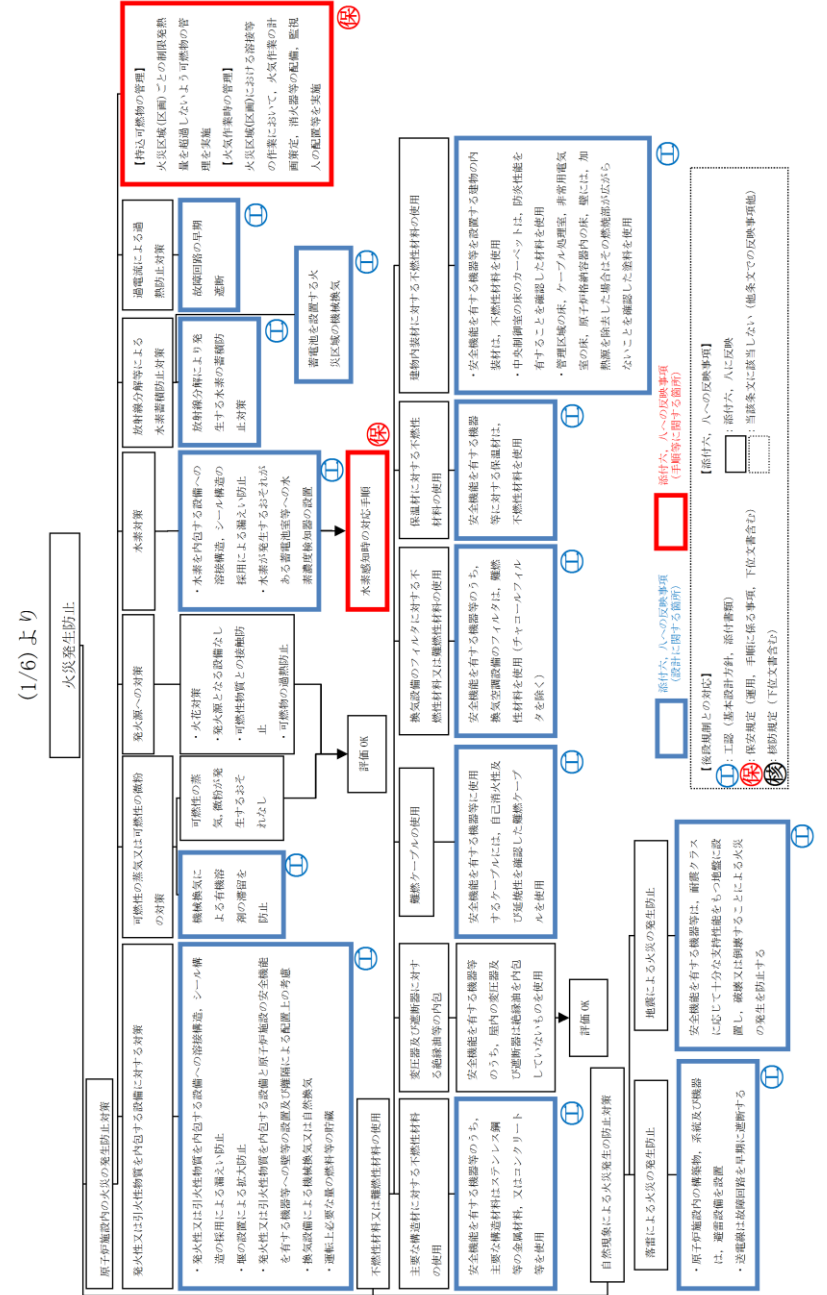 (1/6) より
火災発生防止
原子炉施設内の火災の発生防止対策
発火性又は引火性物質を内包する設備に対する対策
・発火性又は引火性物質を内包する設備への溶接構造，シール構
造の採用による漏えい防止
・堰の設置による拡大防止
・発火性又は引火性物質を内包する設備と原子炉施設の安全機能
を有する機器等への壁等の設置及び離隔による配置上の考慮
・換気設備による機械換気又は自然換気
・運転上必要な量の燃料等の貯蔵
工
可燃性の蒸気又は可燃性の微粉
の対策
機械換気に
よる有機溶
剤の滞留を
防止
工
可燃性の蒸
気，微粉が発
生するおそ
れなし
発火源への対策
・火花対策
・発火源となる設備なし
・可燃性物質との接触防
止
・可燃物の過熱防止
評価 OK
水素対策
・水素を内包する設備への
溶接構造，シール構造の
採用による漏えい防止
・水素が発生するおそれが
ある蓄電池室等への水
素濃度検知器の設置
工
水素感知時の対応手順
保
放射線分解等による
水素蓄積防止対策
放射線分解により発
生する水素の蓄積防
止対策
工
蓄電池を設置する火
災区域の機械換気
工
過電流による過
熱防止対策
故障回路の早期
遮断
工
【持込可燃物の管理】
火災区域(区画)ごとの制限発熱
量を超過しないよう可燃物の管
理を実施
【火気作業時の管理】
火災区域(区画)における溶接等
の作業において，火気作業の計
画策定，消火器等の配備，監視
人の配置等を実施
保
不燃性材料又は難燃性材料の使用
主要な構造材に対する不燃性材料
の使用
安全機能を有する機器等のうち，
主要な構造材料はステンレス鋼
等の金属材料，又はコンクリート
等を使用
工
変圧器及び遮断器に対す
る絶縁油等の内包
安全機能を有する機器等
のうち，屋内の変圧器及
び遮断器は絶縁油を内包
していないものを使用
評価 OK
難燃ケーブルの使用
安全機能を有する機器等に使用
するケーブルには，自己消火性及
び延焼性を確認した難燃ケーブ
ルを使用
工
換気設備のフィルタに対する不
燃性材料又は難燃性材料の使用
安全機能を有する機器等のうち，
換気空調設備のフィルタは，難燃
性材料を使用（チャコールフィル
タを除く）
工
保温材に対する不燃性
材料の使用
安全機能を有する機器
等に対する保温材は，
不燃性材料を使用
工
建物内装材に対する不燃性材料の使用
・安全機能を有する機器等を設置する建物の内
装材は，不燃性材料を使用
・中央制御室の床のカーペットは，防炎性能を
有することを確認した材料を使用
・管理区域の床，ケーブル処理室，非常用電気
室の床，原子炉格納容器内の床，壁には，加
熱源を除去した場合はその燃焼部が広がら
ないことを確認した塗料を使用
工
自然現象による火災発生の防止対策
落雷による火災の発生防止
・原子炉施設内の構築物，系統及び機器
は，避雷設備を設置
・送電線は故障回路を早期に遮断する
工
地震による火災の発生防止
安全機能を有する機器等は，耐震クラス
に応じて十分な支持性能をもつ地盤に設
置し，破壊又は倒壊することによる火災
の発生を防止する
工
添付六，八への反映事項
（設計に関する箇所）
添付六，八への反映事項
（手順等に関する箇所）
【後段規制との対応】
工：工認（基本設計方針，添付書類）
保：保安規定（運用，手順に係る事項，下位文書含む）
核：核防規定（下位文書含む）
【添付六，八への反映事項】
：添付六，八に反映
：当該条文に該当しない（他条文での反映事項他）